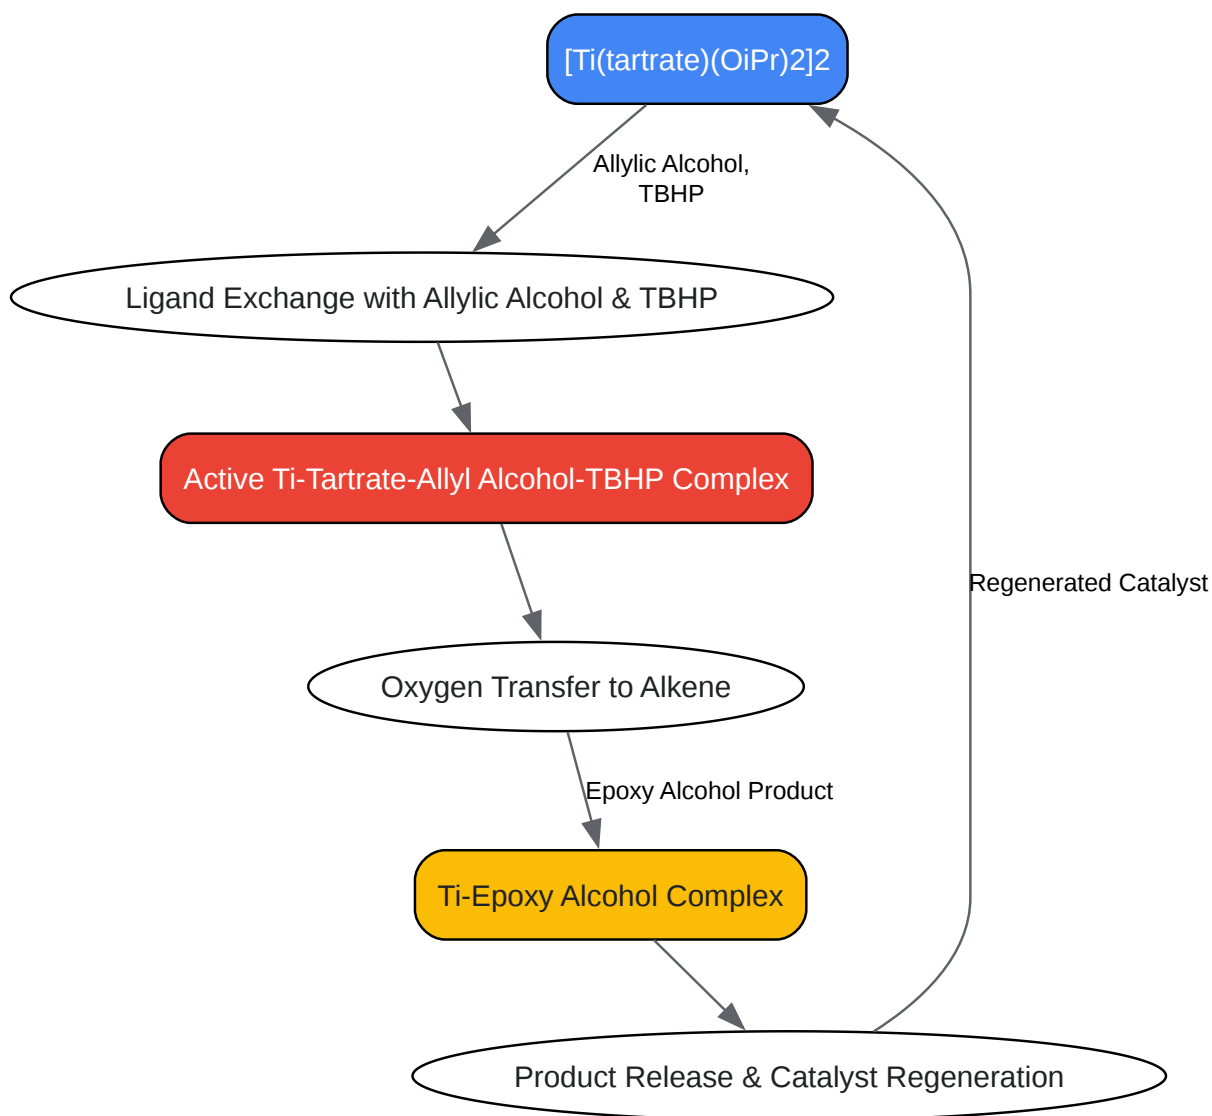 [Ti(tartrate)(OiPr)2]2
Allylic Alcohol,
TBHP
Ligand Exchange with Allylic Alcohol & TBHP
Active Ti-Tartrate-Allyl Alcohol-TBHP Complex
Regenerated Catalyst
Oxygen Transfer to Alkene
Epoxy Alcohol Product
Ti-Epoxy Alcohol Complex
Product Release & Catalyst Regeneration